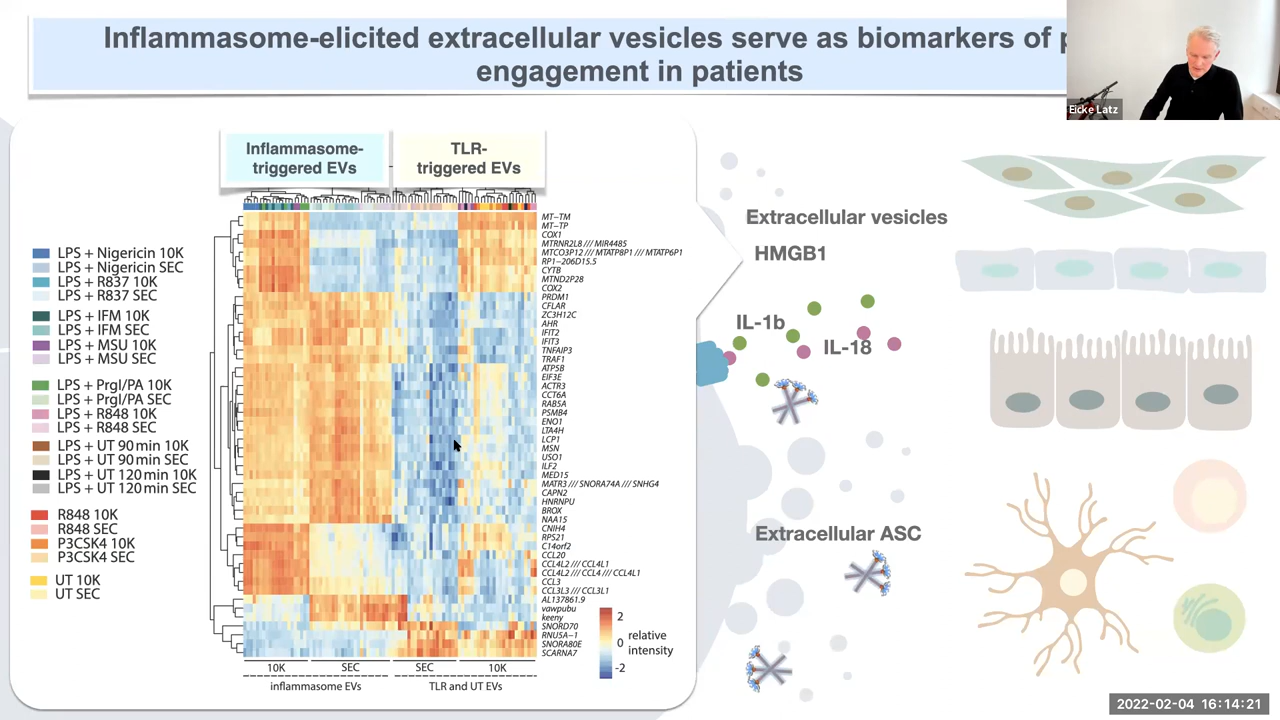 Inflammasome-elicited extracellular vesicles serve as biomarkers of
engagement in patients
Eicke Latz
Inflammasome-
triggered EVs
TLR-
triggered EVs
LPS + Nigericin 10K
LPS + Nigericin SEC
LPS + R837 10K
LPS + R837 SEC
LPS + IFM 10K
LPS + IFM SEC
LPS + MSU 10K
LPS + MSU SEC
LPS + PrgI/PA 10K
LPS + PrgI/PA SEC
LPS + R848 10K
LPS + R848 SEC
LPS + UT 90 min 10K
LPS + UT 90 min SEC
LPS + UT 120 min 10K
LPS + UT 120 min SEC
R848 10K
R848 SEC
P3CSK4 10K
P3CSK4 SEC
UT 10K
UT SEC
MT−TM
MT−TP
COX1
MTRNR2L8 /// MIR4485
MTCO3P12 /// MTATP8P1 /// MTATP6P1
RP1−206D15.5
CYTB
MTND2P28
COX2
PRDM1
CFLAR
ZC3H12C
AHR
IFIT2
IFIT3
TNFAIP3
TRAF1
ATP5B
EIF3E
ACTR3
CCT6A
RAB5A
PSMB4
ENO1
LTA4H
LCP1
MSN
USO1
ILF2
MED15
MATR3 /// SNORA74A /// SNHG4
CAPN2
HNRNPU
BROX
NAA15
CNIH4
RPS21
C14orf2
CCL20
CCL4L2 /// CCL4L1
CCL4L2 /// CCL4 /// CCL4L1
CCL3
CCL3L3 /// CCL3L1
AL137861.9
vawpubu
keeny
SNORD70
RNU5A−1
SNORA80E
SCARNA7
2
0
-2
relative
intensity
10K
SEC
SEC
10K
inflammasome EVs
TLR and UT EVs
Extracellular vesicles
HMGB1
IL-1b
IL-18
Extracellular ASC
2022-02-04 16:14:21